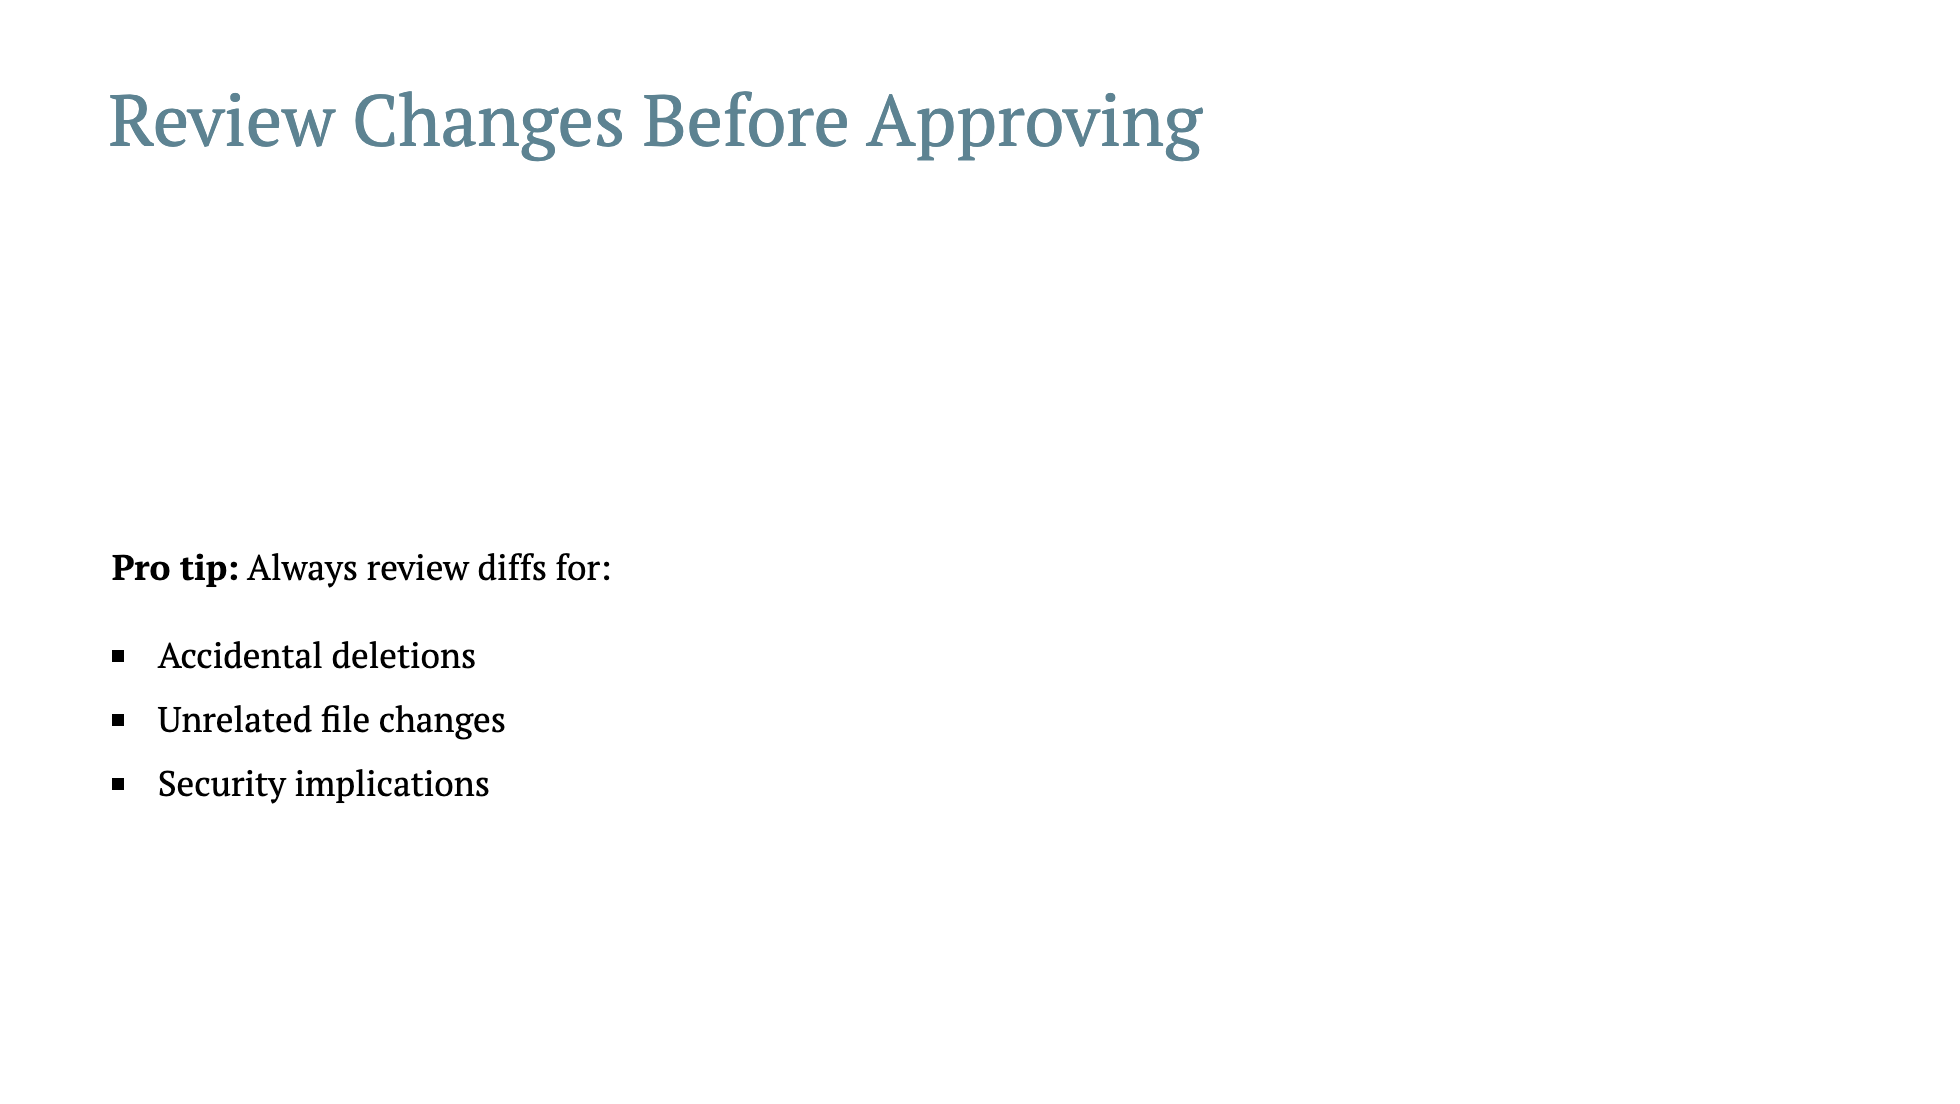 Review Changes Before Approving
Pro tip: Always review diffs for:
▪ Accidental deletions
▪ Unrelated file changes
▪ Security implications